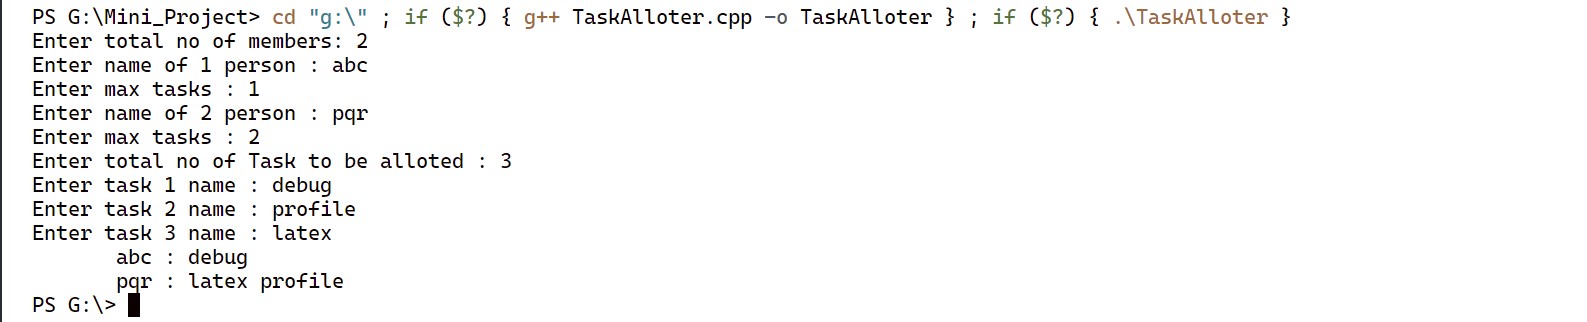 PS G:\Mini_Project> cd "g:\" ; if ($?) { g++ TaskAlloter.cpp -o TaskAlloter } ; if ($?) { .\TaskAlloter }
Enter total no of members: 2
Enter name of 1 person : abc
Enter max tasks : 1
Enter name of 2 person : pqr
Enter max tasks : 2
Enter total no of Task to be alloted : 3
Enter task 1 name : debug
Enter task 2 name : profile
Enter task 3 name : latex
abc : debug
pqr : latex profile
PS G:\>